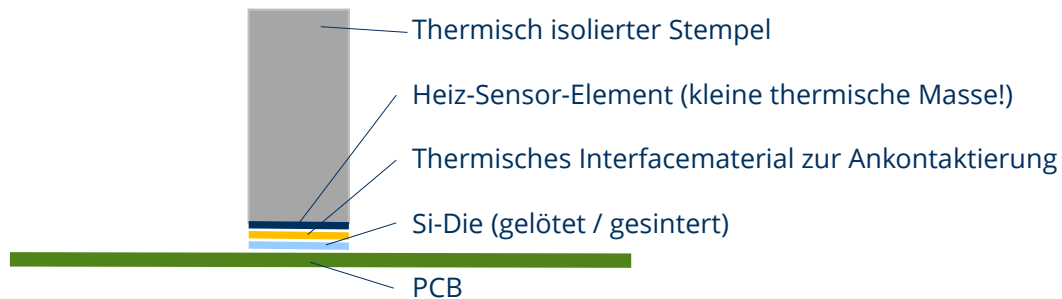 Thermisch isolierter Stempel
Heiz-Sensor-Element (kleine thermische Masse!)
Thermisches Interfacematerial zur Ankontaktierung
Si-Die (gelötet / gesintert)
PCB